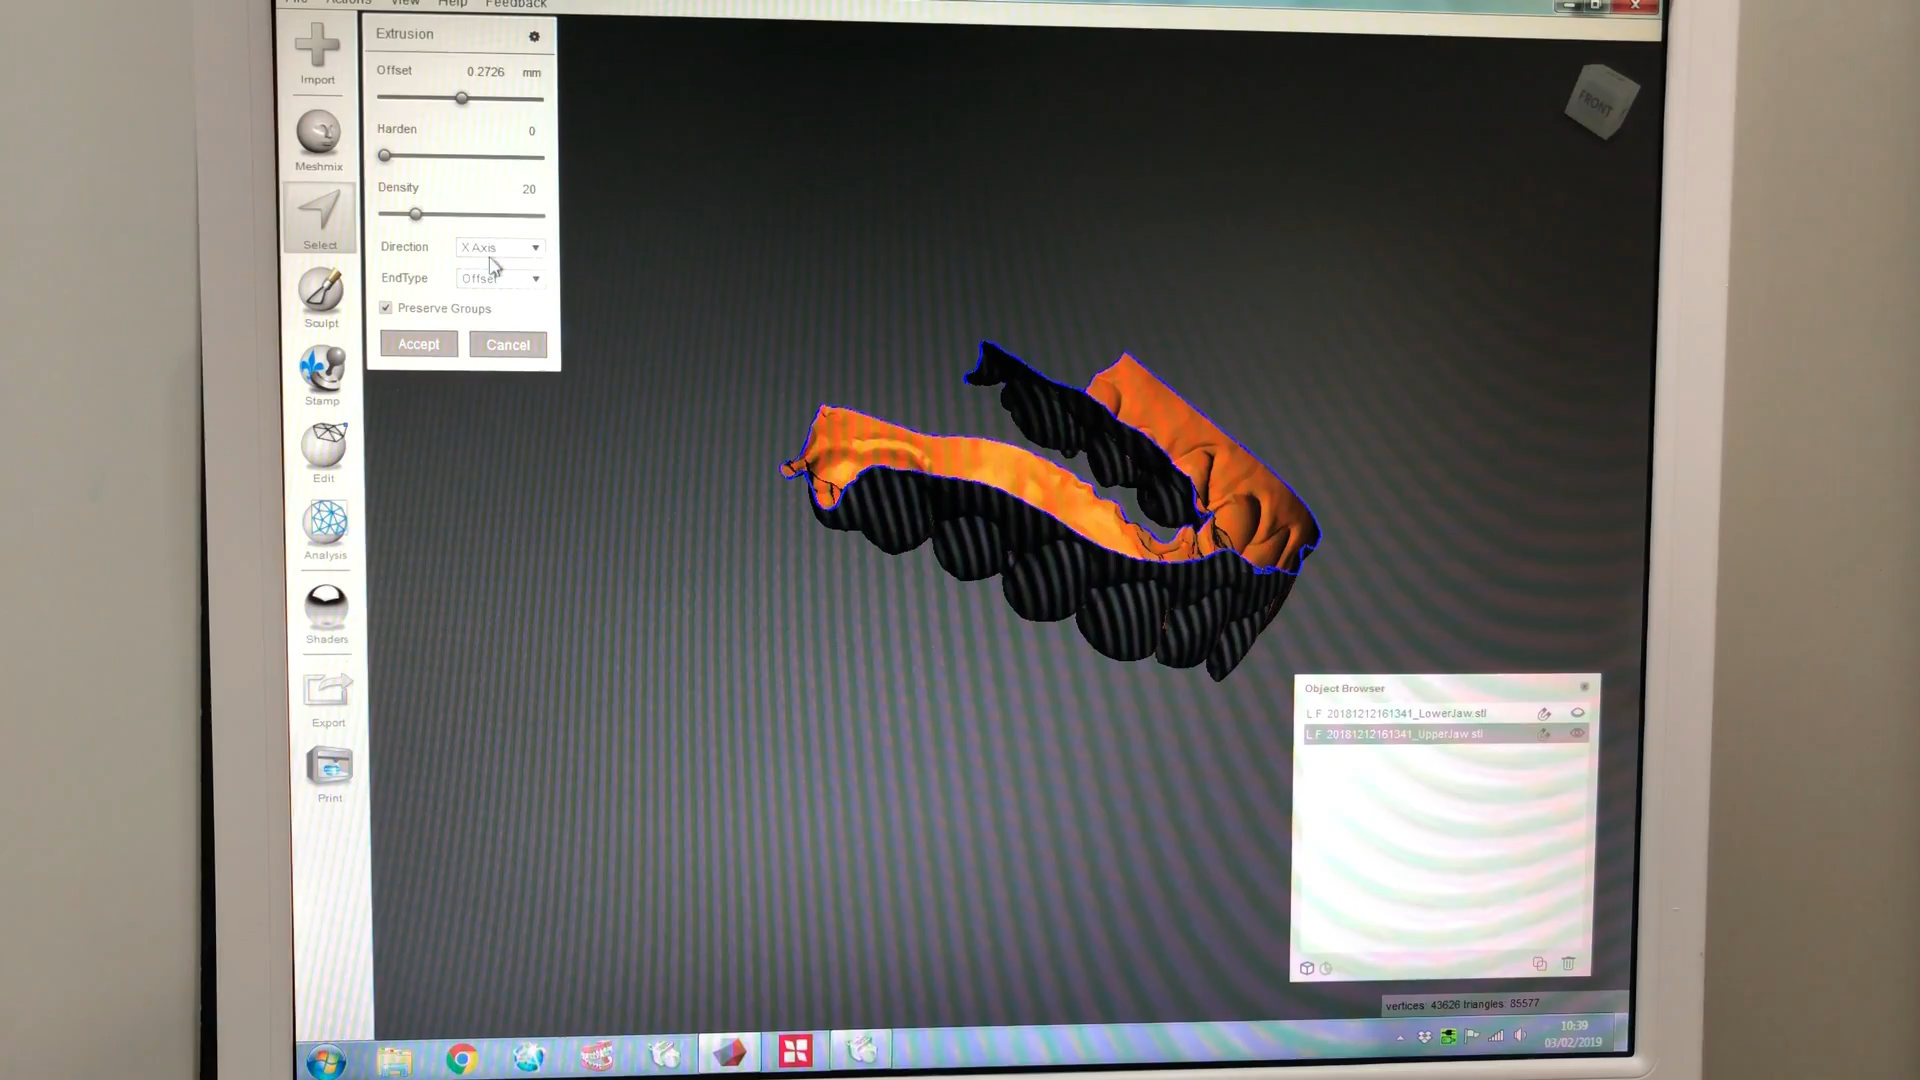 File Actions View Help Feedback
Import
Meshmix
Select
Sculpt
Stamp
Edit
Analysis
Shaders
Export
Print
Extrusion
Offset 0.2726 mm
Harden 0
Density 20
Direction X Axis
EndType Offset
Preserve Groups
Accept Cancel
FRONT
Object Browser
L.F 20181212161341_LowerJaw.stl
L.F 20181212161341_UpperJaw.stl
vertices: 43626 triangles: 85577
10:39
03/02/2019